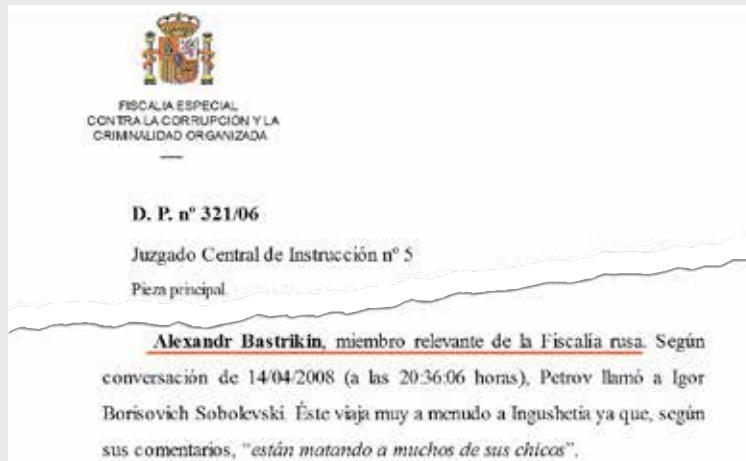 FISCALIA ESPECIAL
CONTRA LA CORRUPCIÓN Y LA
CRIMINALIDAD ORGANIZADA
D. P. nº 321/06
Juzgado Central de Instrucción nº 5
Pieza principal
Alexandr Bastrikin, miembro relevante de la Fiscalía rusa. Según
conversación de 14/04/2008 (a las 20:36:06 horas), Petrov llamó a Igor
Borisovich Sobolevski. Éste viaja muy a menudo a Ingushetia ya que, según
sus comentarios, “están matando a muchos de sus chicos”.